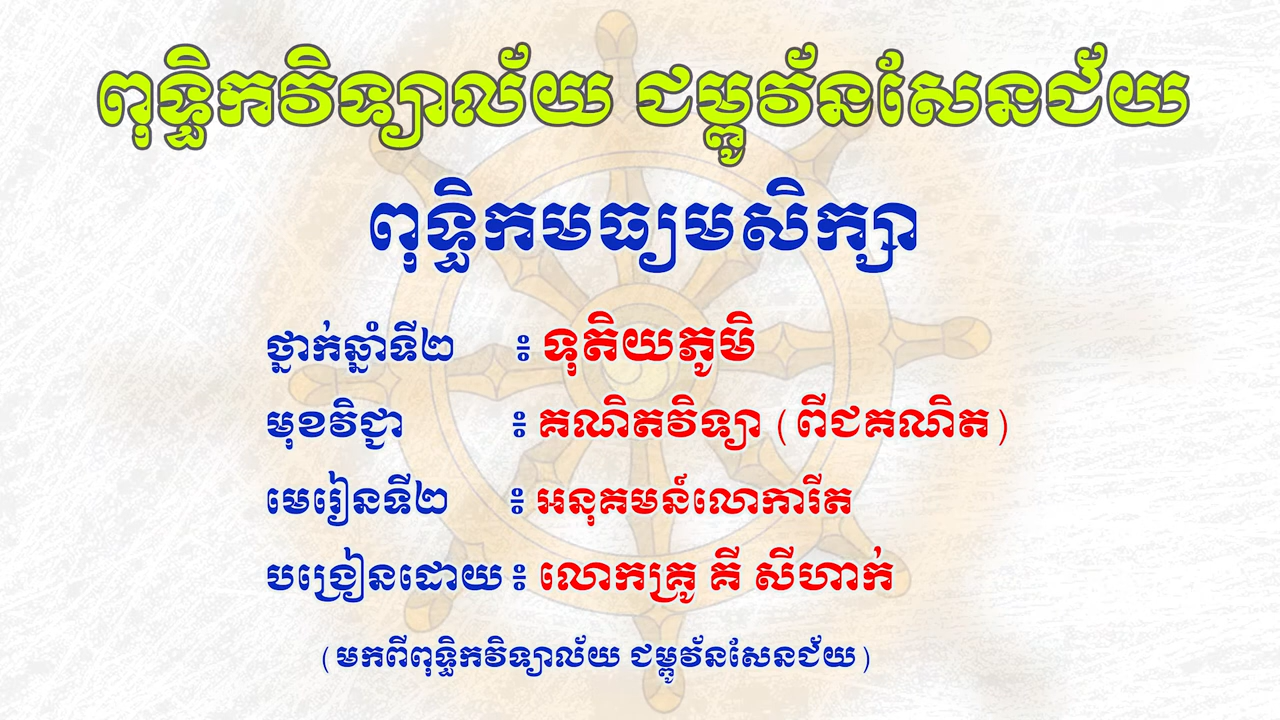 ពុទ្ធិកវិទ្យាល័យ ជម្ពូវ័នសែនជ័យ
ពុទ្ធិកមធ្យមសិក្សា
ថ្នាក់ឆ្នាំទី២ ៖ ទុតិយភូមិ
មុខវិជ្ជា ៖ គណិតវិទ្យា (ពីជគណិត)
មេរៀនទី២ ៖ អនុគមន៍លោការីត
បង្រៀនដោយ ៖ លោកគ្រូ គី សីហាក់
(មកពីពុទ្ធិកវិទ្យាល័យ ជម្ពូវ័នសែនជ័យ)